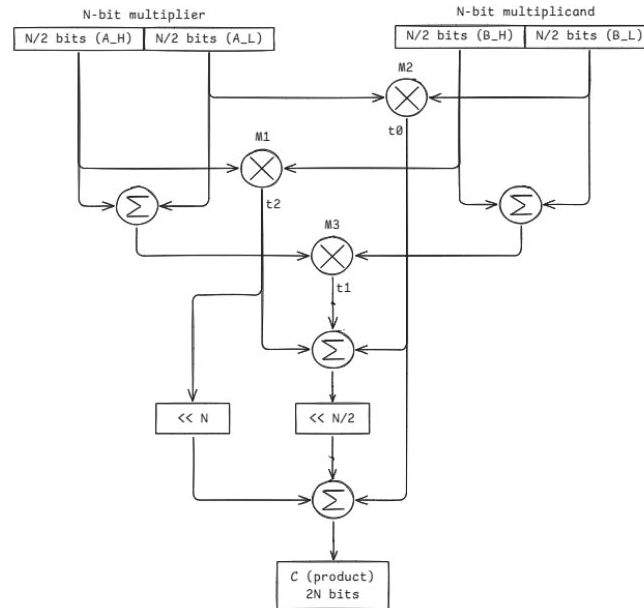 N-bit multiplier
N-bit multiplicand
N/2 bits (A_H)
N/2 bits (A_L)
N/2 bits (B_H)
N/2 bits (B_L)
M2
t0
M1
t2
Σ
Σ
M3
t1
Σ
<< N
<< N/2
Σ
C (product)
2N bits